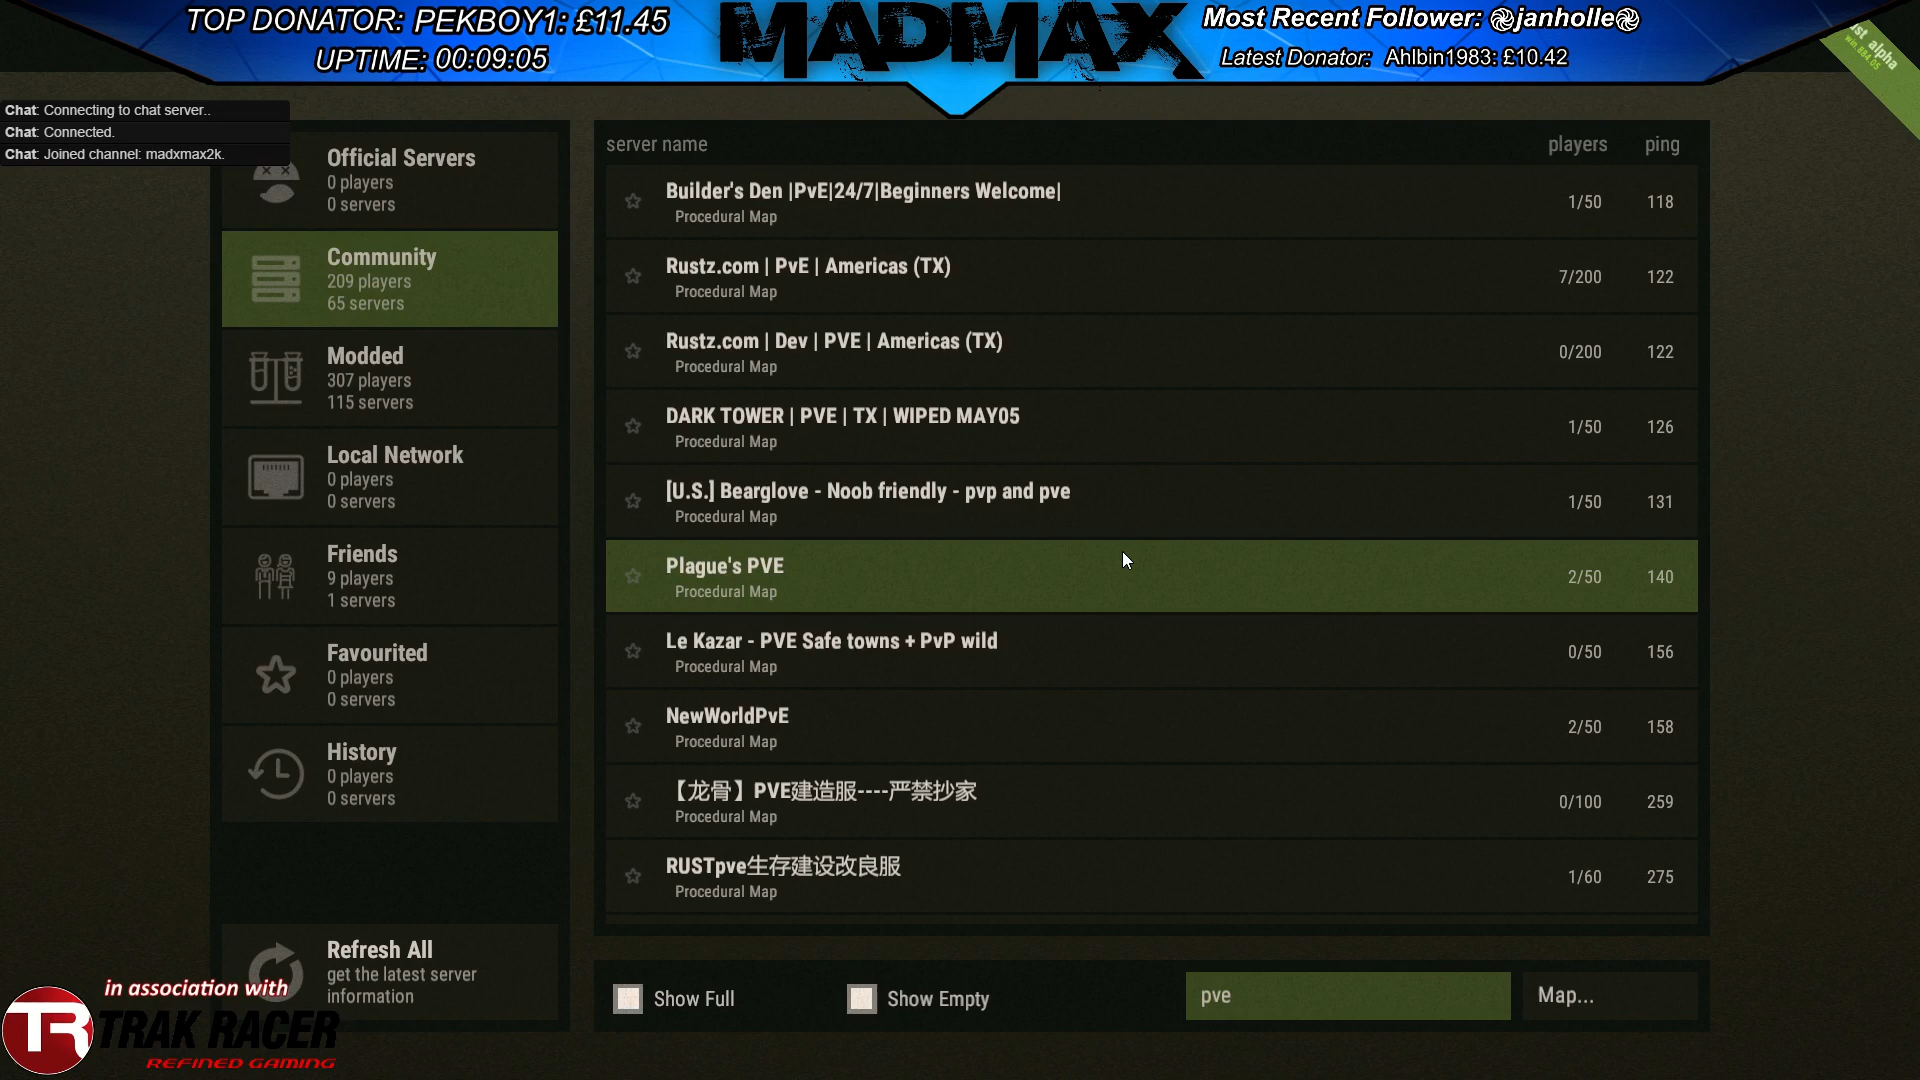 TOP DONATOR: PEKBOY1: £11.45
UPTIME: 00:09:05
MADMAX
Most Recent Follower: @janholle@
Latest Donator: Ahlbin1983: £10.42
alpha
Chat: Connecting to chat server..
Chat: Connected.
Chat: Joined channel: madxmax2k.
Official Servers
0 players
0 servers
Community
209 players
65 servers
Modded
307 players
115 servers
Local Network
0 players
0 servers
Friends
9 players
1 servers
Favourited
0 players
0 servers
History
0 players
0 servers
Refresh All
get the latest server
information
server name players ping
Builder's Den |PvE|24/7|Beginners Welcome| 1/50 118
Procedural Map
Rustz.com | PvE | Americas (TX) 7/200 122
Procedural Map
Rustz.com | Dev | PVE | Americas (TX) 0/200 122
Procedural Map
DARK TOWER | PVE | TX | WIPED MAY05 1/50 126
Procedural Map
[U.S.] Bearglove - Noob friendly - pvp and pve 1/50 131
Procedural Map
Plague's PVE 2/50 140
Procedural Map
Le Kazar - PVE Safe towns + PvP wild 0/50 156
Procedural Map
NewWorldPvE 2/50 158
Procedural Map
【龙骨】PVE建造服----严禁抄家 0/100 259
Procedural Map
RUSTpve生存建设改良服 1/60 275
Procedural Map
Show Full Show Empty pve Map...
in association with
TR TRAK RACER
REFINED GAMING